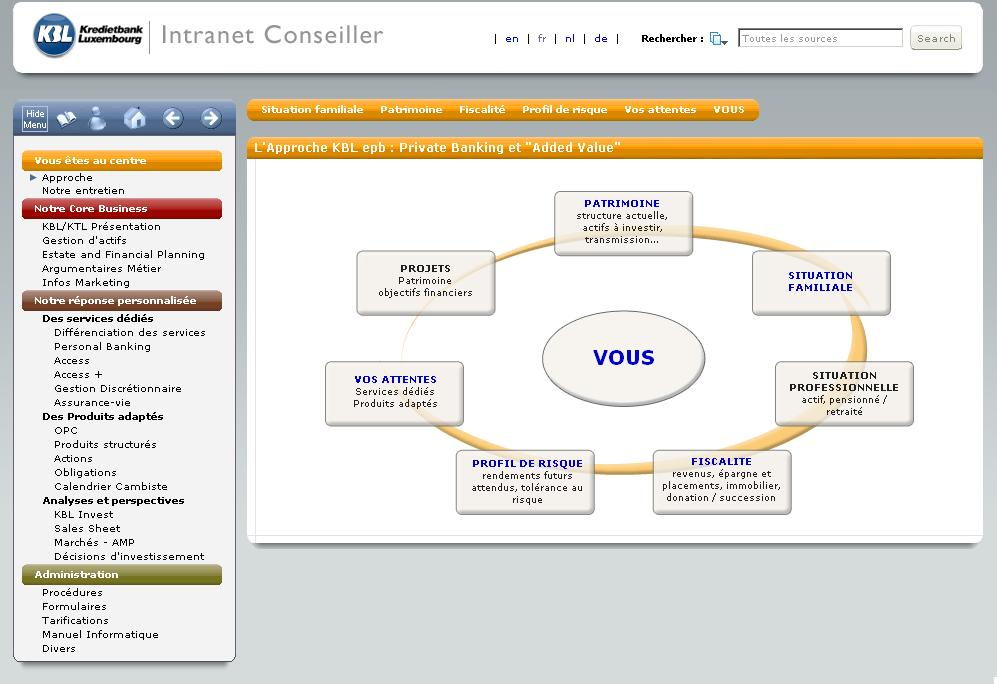 KBL Kredietbank
Luxembourg
Intranet Conseiller
| en | fr | nl | de |
Rechercher :
Toutes les sources
Search
Hide
Menu
Situation familiale Patrimoine Fiscalité Profil de risque Vos attentes VOUS
Vous êtes au centre
Approche
Notre entretien
Notre Core Business
KBL/KTL Présentation
Gestion d'actifs
Estate and Financial Planning
Argumentaires Métier
Infos Marketing
Notre réponse personnalisée
Des services dédiés
Différenciation des services
Personal Banking
Access
Access +
Gestion Discrétionnaire
Assurance-vie
Des Produits adaptés
OPC
Produits structurés
Actions
Obligations
Calendrier Cambiste
Analyses et perspectives
KBL Invest
Sales Sheet
Marchés - AMP
Décisions d'investissement
Administration
Procédures
Formulaires
Tarifications
Manuel Informatique
Divers
L'Approche KBL epb : Private Banking et "Added Value"
PATRIMOINE
structure actuelle,
actifs à investir,
transmission...
PROJETS
Patrimoine
objectifs financiers
SITUATION
FAMILIALE
VOUS
VOS ATTENTES
Services dédiés
Produits adaptés
SITUATION
PROFESSIONNELLE
actif, pensionné /
retraité
PROFIL DE RISQUE
rendements futurs
attendus, tolérance au
risque
FISCALITE
revenus, épargne et
placements, immobilier,
donation / succession